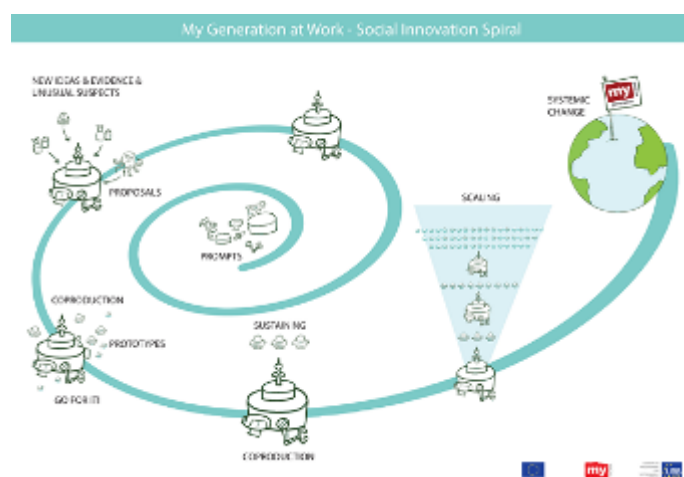 My Generation at Work - Social Innovation Spiral
NEW IDEAS & EVIDENCE &
UNUSUAL SUSPECTS
PROPOSALS
PROMPTS
COPRODUCTION
PROTOTYPES
GO FOR IT!
SUSTAINING
COPRODUCTION
SCALING
SYSTEMIC
CHANGE
my
my